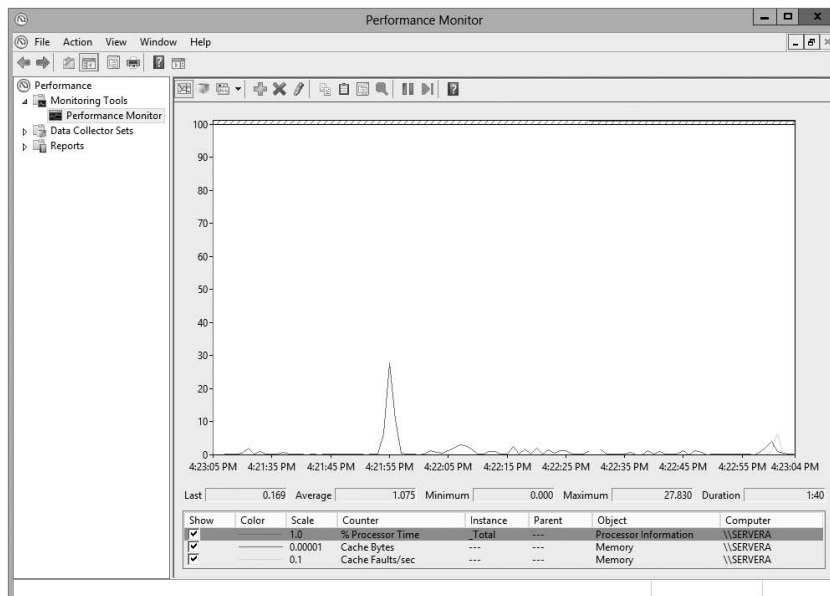 Performance Monitor
File Action View Window Help
Performance
Monitoring Tools
Performance Monitor
Data Collector Sets
Reports
100
90
80
70
60
50
40
30
20
10
0
4:23:05 PM 4:21:35 PM 4:21:45 PM 4:21:55 PM 4:22:05 PM 4:22:15 PM 4:22:25 PM 4:22:35 PM 4:22:45 PM 4:22:55 PM 4:23:04 PM
Last 0.169 Average 1.075 Minimum 0.000 Maximum 27.830 Duration 1:40
Show Color Scale Counter Instance Parent Object Computer
1.0 % Processor Time _Total --- Processor Information \\SERVERA
0.00001 Cache Bytes --- --- Memory \\SERVERA
0.1 Cache Faults/sec --- --- Memory \\SERVERA